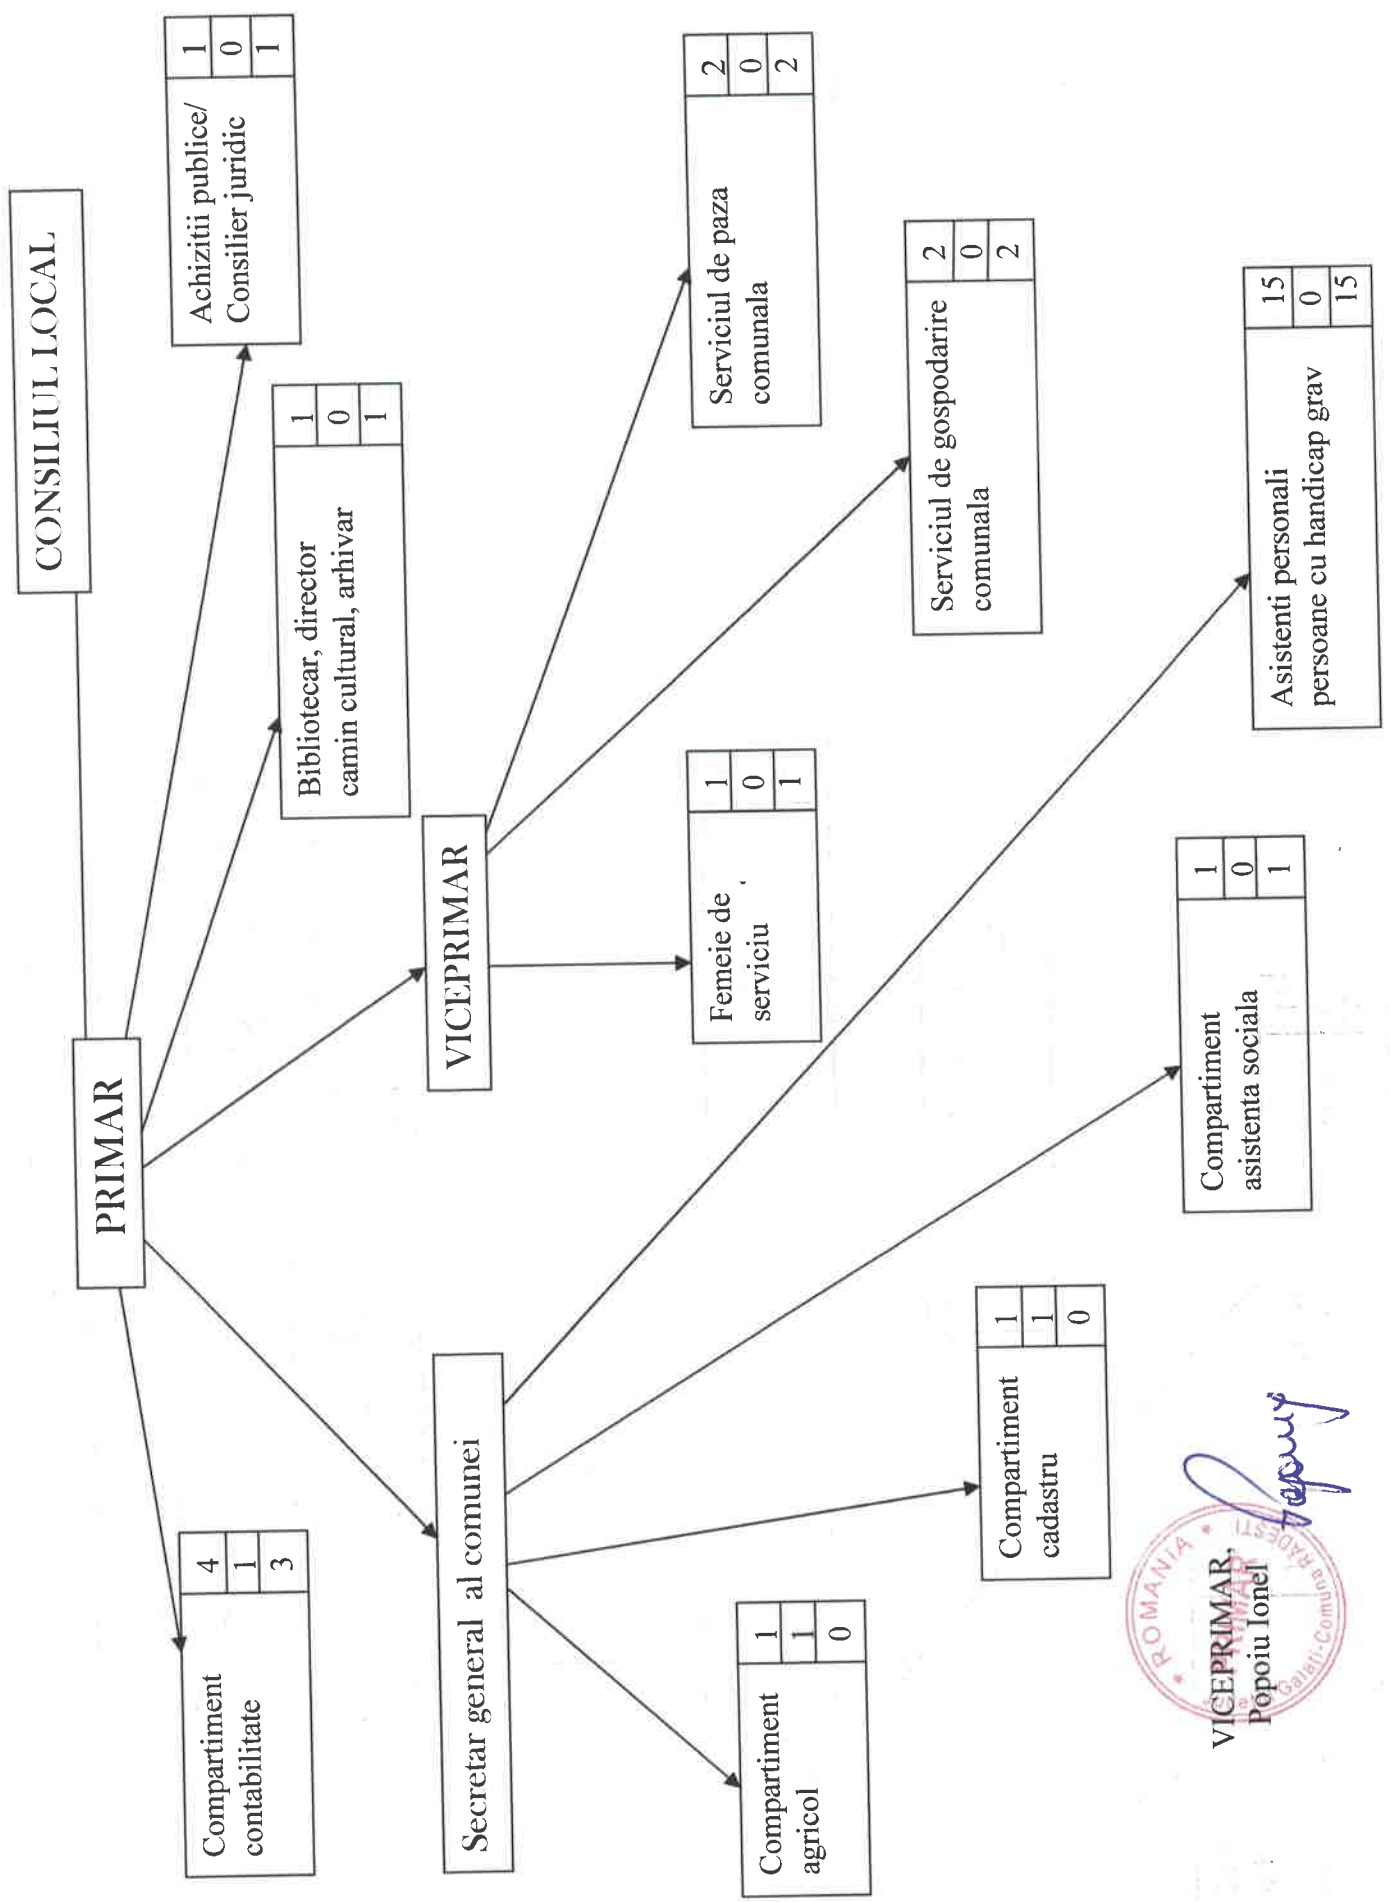 CONSILIUL LOCAL
PRIMAR
Compartiment
contabilitate
4
1
3
Bibliotecar, director
camin cultural, arhivar
1
0
1
Achizitii publice/
Consilier juridic
1
0
1
Secretar general al comunei
VICEPRIMAR
Compartiment
agricol
1
1
0
Femeie de
serviciu
1
0
1
Serviciul de paza
comunala
2
0
2
Compartiment
cadastru
1
1
0
Serviciul de gospodarire
comunala
2
0
2
Compartiment
asistenta sociala
1
0
1
Asistenti personali
persoane cu handicap grav
15
0
15
VICEPRIMAR,
Popoiu Ionel
* ROMANIA *
Galati-Comuna RĂDEȘTI
PRIMAR